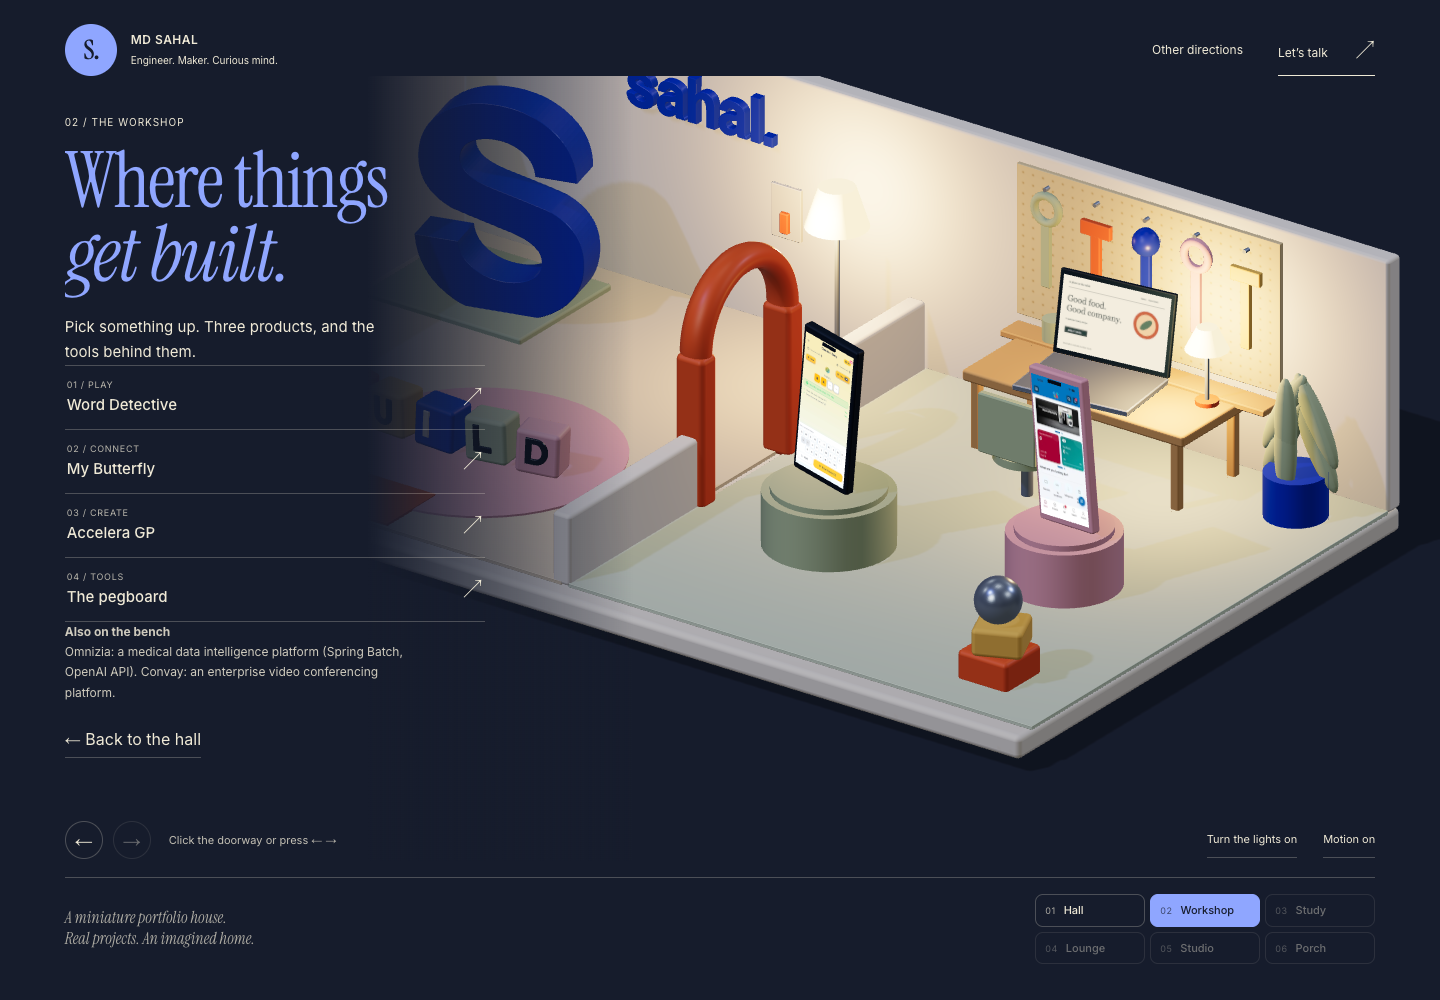 S.
MD SAHAL
Engineer. Maker. Curious mind.
Other directions
Let's talk
02 / THE WORKSHOP
Where things
get built.
Pick something up. Three products, and the
tools behind them.
01 / PLAY
Word Detective
02 / CONNECT
My Butterfly
03 / CREATE
Accelera GP
04 / TOOLS
The pegboard
Also on the bench
Omnizia: a medical data intelligence platform (Spring Batch,
OpenAI API). Convay: an enterprise video conferencing
platform.
← Back to the hall
S
sahal.
U I L D
Good food.
Good company.
← →
Click the doorway or press ← →
Turn the lights on
Motion on
A miniature portfolio house.
Real projects. An imagined home.
01 Hall
02 Workshop
03 Study
04 Lounge
05 Studio
06 Porch